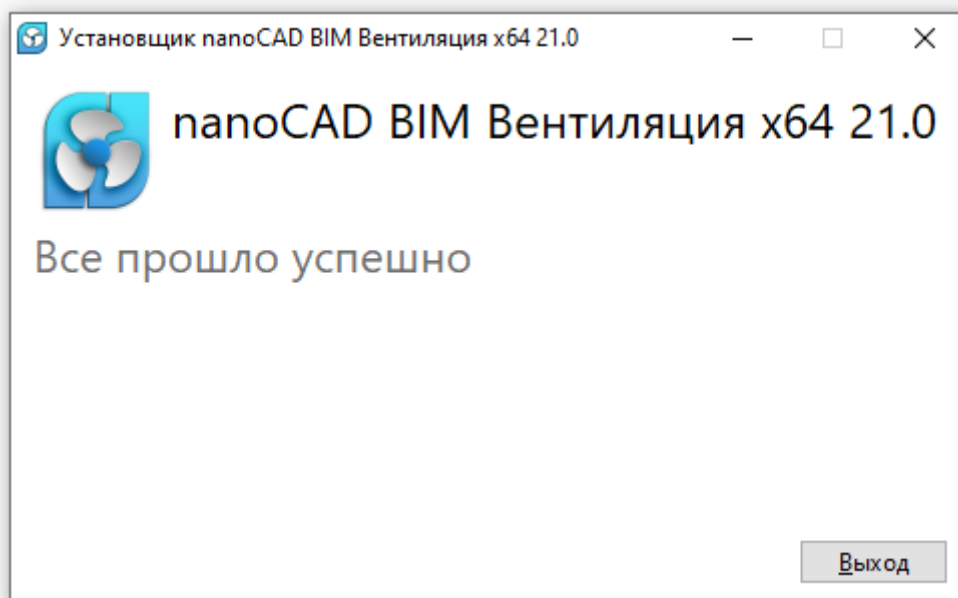 Установщик nanoCAD BIM Вентиляция x64 21.0
nanoCAD BIM Вентиляция x64 21.0
Все прошло успешно
Выход